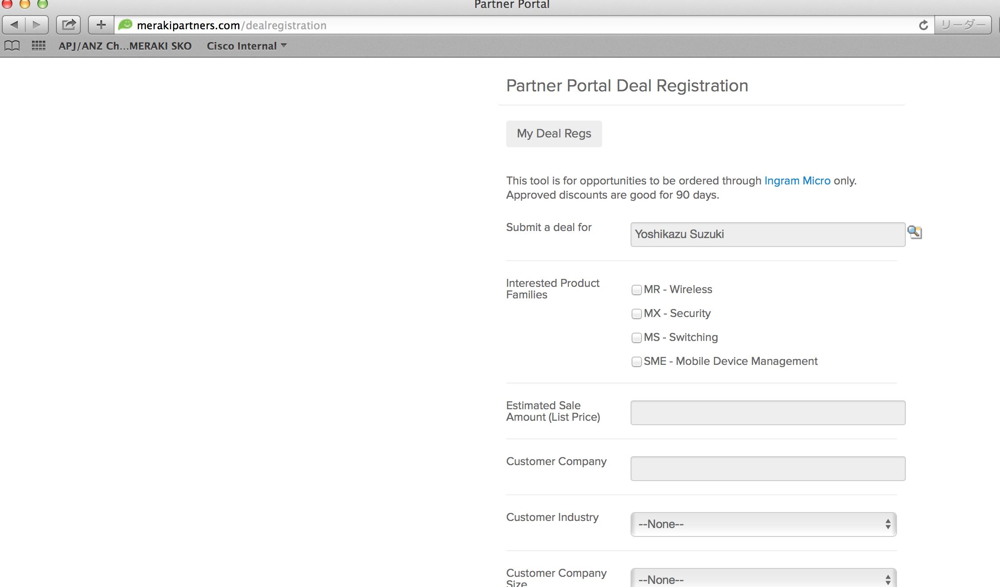 Partner Portal
merakipartners.com/dealregistration
リーダー
APJ/ANZ Ch...MERAKI SKO Cisco Internal
Partner Portal Deal Registration
My Deal Regs
This tool is for opportunities to be ordered through Ingram Micro only.
Approved discounts are good for 90 days.
Submit a deal for
Yoshikazu Suzuki
Interested Product
Families
MR - Wireless
MX - Security
MS - Switching
SME - Mobile Device Management
Estimated Sale
Amount (List Price)
Customer Company
Customer Industry
--None--
Customer Company
Size
--None--